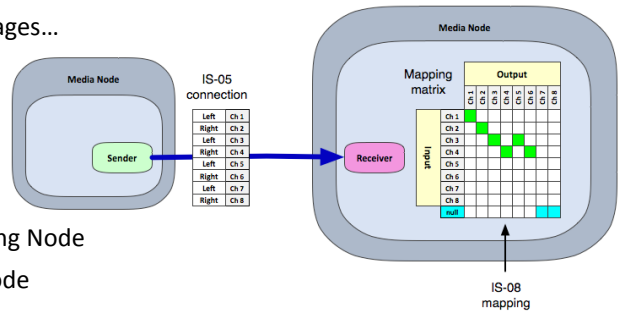 ages…
Media Node
Sender
IS-05
connection
Left Ch 1
Right Ch 2
Left Ch 3
Right Ch 4
Left Ch 5
Right Ch 6
Left Ch 7
Right Ch 8
Media Node
Mapping
matrix
Output
Ch 1 Ch 2 Ch 3 Ch 4 Ch 5 Ch 6 Ch 7 Ch 8
Receiver
Input
Ch 1
Ch 2
Ch 3
Ch 4
Ch 5
Ch 6
Ch 7
Ch 8
null
IS-08
mapping
ng Node
ode